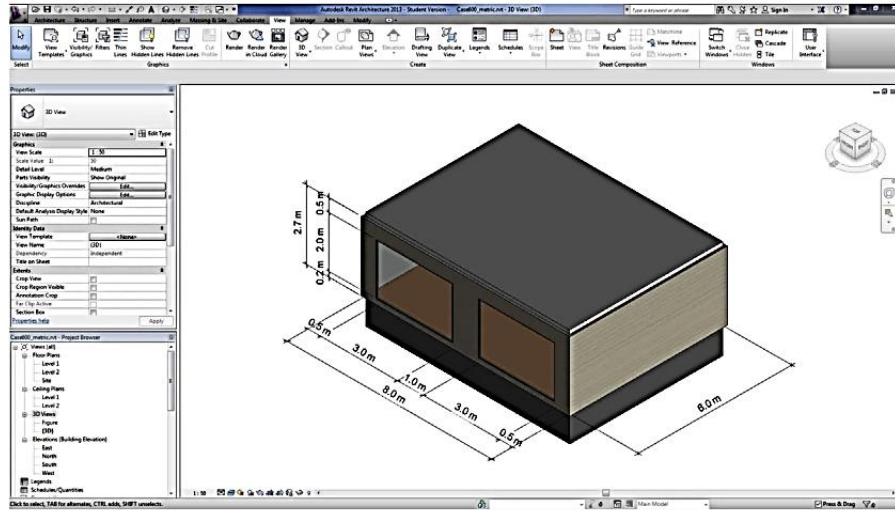 Autodesk Revit Architecture 2013 - Student Version - Case600_metric.rvt - 3D View: {3D}
Type a keyword or phrase
Sign In
Architecture Structure Insert Annotate Analyze Massing & Site Collaborate View Manage Add-Ins Modify
Modify
View Templates
Visibility/ Graphics
Filters
Thin Lines
Show Hidden Lines
Remove Hidden Lines
Cut Profile
Render
Render in Cloud
Render Gallery
3D View
Section
Callout
Plan Views
Elevation
Drafting View
Duplicate View
Legends
Schedules
Scope Box
Sheet
View
Title Block
Revisions
Guide Grid
Matchline
View Reference
Viewports
Switch Windows
Close Hidden
Replicate
Cascade
Tile
User Interface
Select Graphics Create Sheet Composition Windows
Properties
3D View
3D View: {3D} Edit Type
Graphics
View Scale 1 : 50
Scale Value 1: 50
Detail Level Medium
Parts Visibility Show Original
Visibility/Graphics Overrides Edit...
Graphic Display Options Edit...
Discipline Architectural
Default Analysis Display Style None
Sun Path
Identity Data
View Template <None>
View Name {3D}
Dependency Independent
Title on Sheet
Extents
Crop View
Crop Region Visible
Annotation Crop
Far Clip Active
Section Box
Properties help Apply
Case600_metric.rvt - Project Browser
Views (all)
Floor Plans
Level 1
Level 2
Site
Ceiling Plans
Level 1
Level 2
3D Views
Figure
{3D}
Elevations (Building Elevation)
East
North
South
West
Legends
Schedules/Quantities
2.7 m
0.5 m
2.0 m
0.2 m
0.5 m
3.0 m
1.0 m
8.0 m
3.0 m
0.5 m
6.0 m
1 : 50
Click to select, TAB for alternates, CTRL adds, SHIFT unselects.
Main Model
Press & Drag